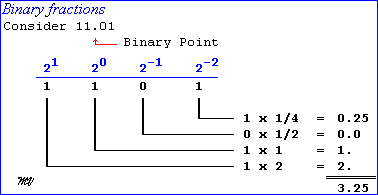 Binary fractions
Consider 11.01
Binary Point
2^1 2^0 2^-1 2^-2
1 1 0 1
1 x 1/4 = 0.25
0 x 1/2 = 0.0
1 x 1 = 1.
1 x 2 = 2.
3.25